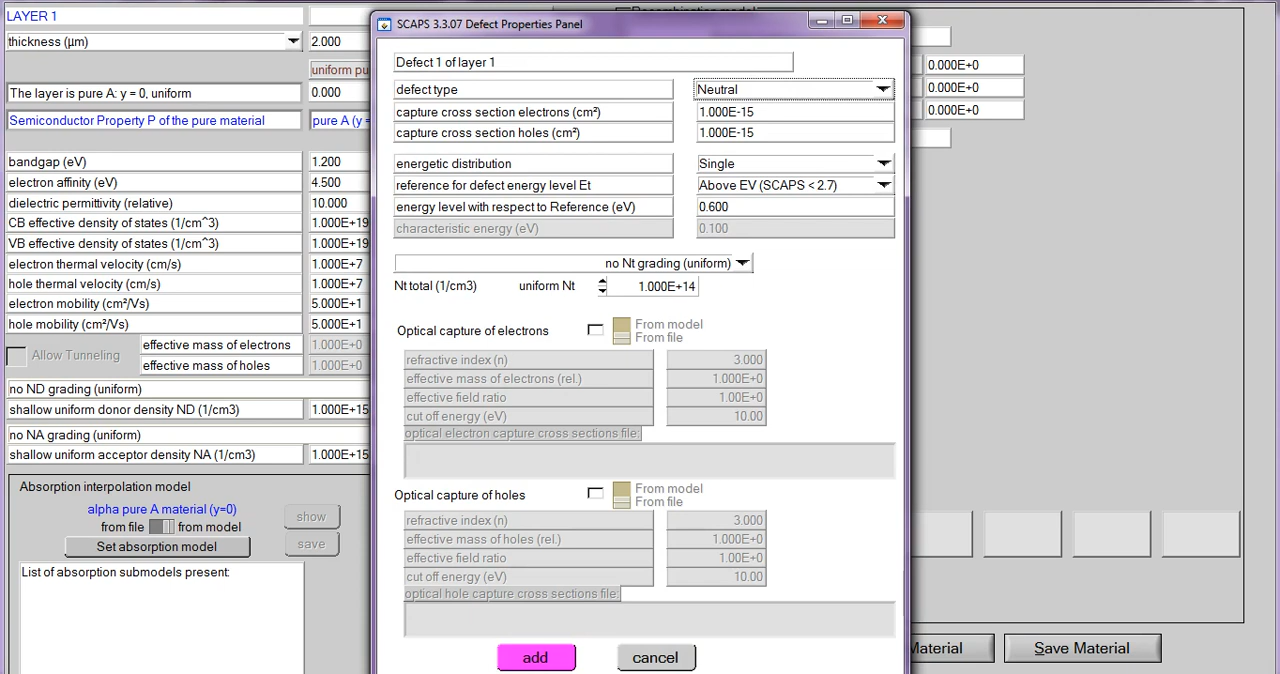 LAYER 1
thickness (µm)
2.000
uniform pu
The layer is pure A: y = 0, uniform
0.000
Semiconductor Property P of the pure material
pure A (y =
bandgap (eV)
1.200
electron affinity (eV)
4.500
dielectric permittivity (relative)
10.000
CB effective density of states (1/cm^3)
1.000E+19
VB effective density of states (1/cm^3)
1.000E+19
electron thermal velocity (cm/s)
1.000E+7
hole thermal velocity (cm/s)
1.000E+7
electron mobility (cm²/Vs)
5.000E+1
hole mobility (cm²/Vs)
5.000E+1
Allow Tunneling
effective mass of electrons
1.000E+0
effective mass of holes
1.000E+0
no ND grading (uniform)
shallow uniform donor density ND (1/cm3)
1.000E+15
no NA grading (uniform)
shallow uniform acceptor density NA (1/cm3)
1.000E+15
Absorption interpolation model
alpha pure A material (y=0)
from file
from model
show
Set absorption model
save
List of absorption submodels present:
SCAPS 3.3.07 Defect Properties Panel
Defect 1 of layer 1
defect type
Neutral
capture cross section electrons (cm²)
1.000E-15
capture cross section holes (cm²)
1.000E-15
energetic distribution
Single
reference for defect energy level Et
Above EV (SCAPS < 2.7)
energy level with respect to Reference (eV)
0.600
characteristic energy (eV)
0.100
no Nt grading (uniform)
Nt total (1/cm3)
uniform Nt
1.000E+14
Optical capture of electrons
From model
From file
refractive index (n)
3.000
effective mass of electrons (rel.)
1.000E+0
effective field ratio
1.00E+0
cut off energy (eV)
10.00
optical electron capture cross sections file:
Optical capture of holes
From model
From file
refractive index (n)
3.000
effective mass of holes (rel.)
1.000E+0
effective field ratio
1.00E+0
cut off energy (eV)
10.00
optical hole capture cross sections file:
add
cancel
Recombination model
0.000E+0
0.000E+0
0.000E+0
Material
Save Material